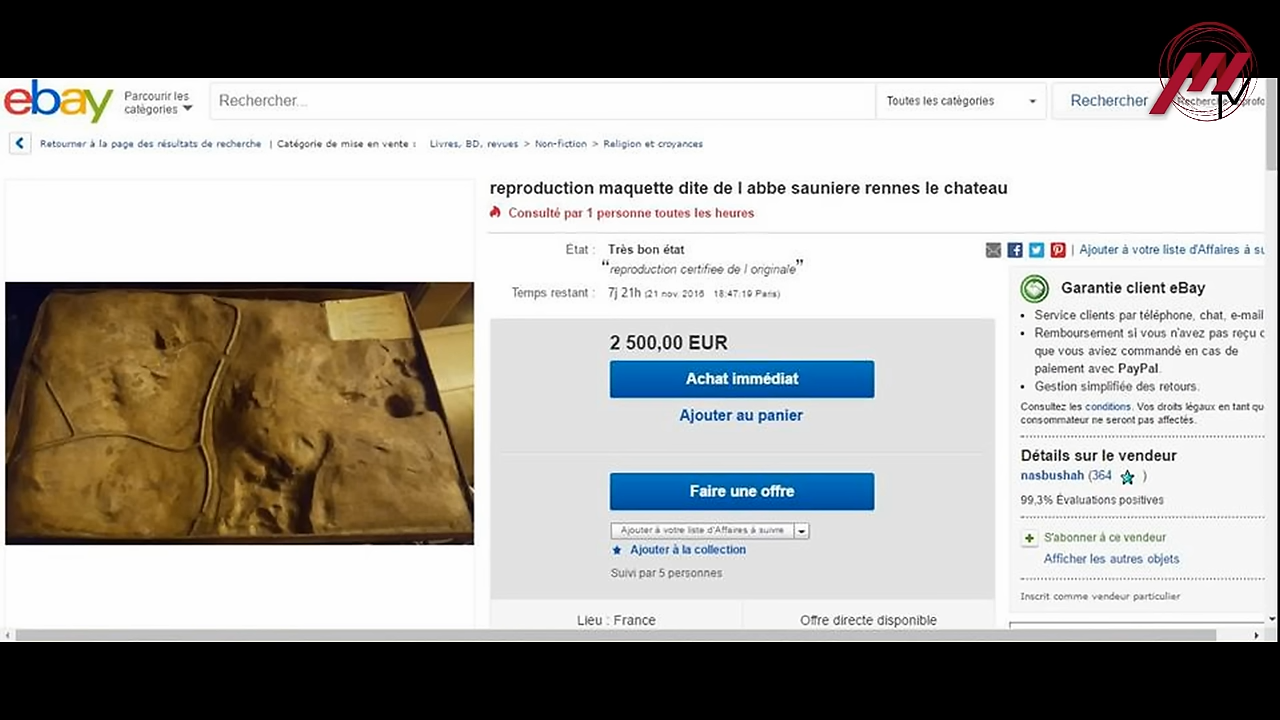 ebay
Parcourir les
catégories
Rechercher...
Toutes les catégories
Rechercher
TV
Retourner à la page des résultats de recherche | Catégorie de mise en vente : Livres, BD, revues > Non-fiction > Religion et croyances
reproduction maquette dite de l abbe sauniere rennes le chateau
Consulté par 1 personne toutes les heures
État : Très bon état
“reproduction certifiee de l originale”
Temps restant : 7j 21h (21 nov. 2016 18:47:19 Paris)
2 500,00 EUR
Achat immédiat
Ajouter au panier
Faire une offre
Ajouter à votre liste d'Affaires à suivre
Ajouter à la collection
Suivi par 5 personnes
Lieu : France
Offre directe disponible
| Ajouter à votre liste d'Affaires à su
Garantie client eBay
• Service clients par téléphone, chat, e-mail
• Remboursement si vous n'avez pas reçu c
que vous aviez commandé en cas de
paiement avec PayPal.
• Gestion simplifiée des retours.
Consultez les conditions. Vos droits légaux en tant qu
consommateur ne seront pas affectés.
Détails sur le vendeur
nasbushah (364 )
99,3% Évaluations positives
S'abonner à ce vendeur
Afficher les autres objets
Inscrit comme vendeur particulier